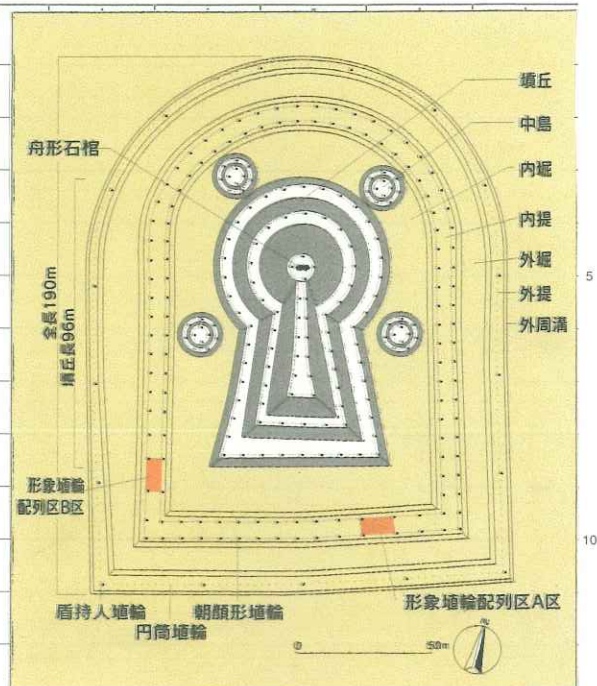 墳丘
中島
内堀
内提
外堀
外提
外周溝
舟形石棺
全長190m
墳丘長96m
形象埴輪
配列区B区
盾持人埴輪
円筒埴輪
朝顔形埴輪
形象埴輪配列区A区
0
50m
N
5
10